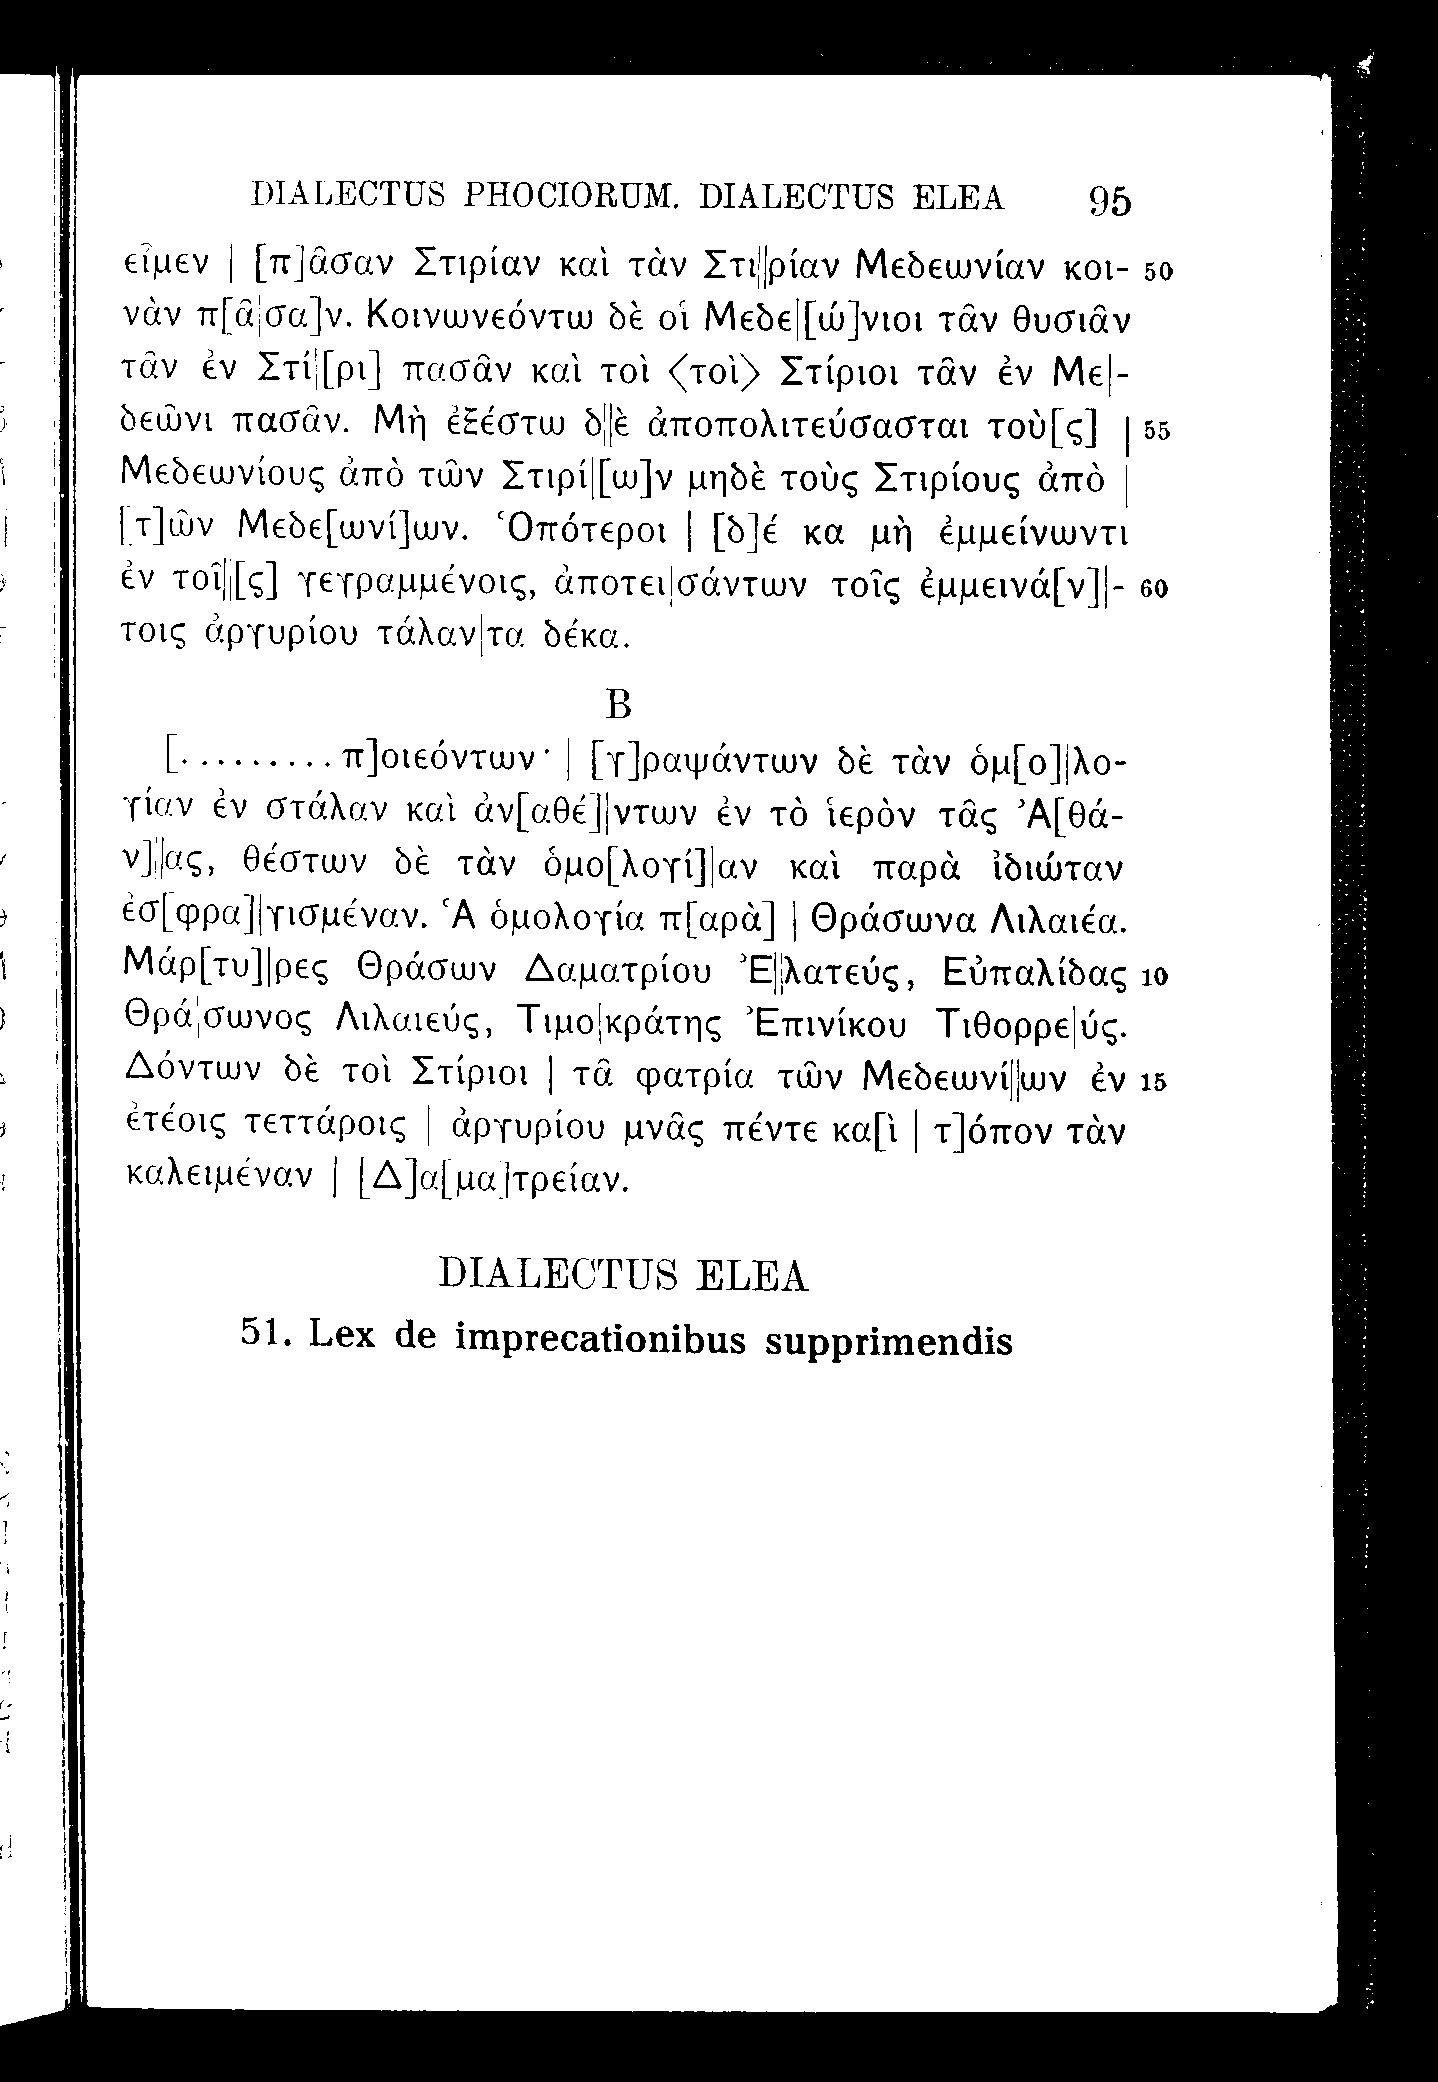 DIALECTUS PHOCIORUM. DIALECTUS ELEA 95
εἶμεν | [π]ᾶσαν Στιρίαν καὶ τὰν Στι||ρίαν Μεδεωνίαν κοι- 50
νὰν π[ᾶ|σα]ν. Κοινωνεόντω δὲ οἱ Μεδε|[ώ]νιοι τᾶν θυσιᾶν
τᾶν ἐν Στί|[ρι] πασᾶν καὶ τοὶ ⟨τοὶ⟩ Στίριοι τᾶν ἐν Με|-
δεῶνι πασᾶν. Μὴ ἐξέστω δ||ὲ ἀποπολιτεύσασται τοὺ[ς] | 55
Μεδεωνίους ἀπὸ τῶν Στιρί|[ω]ν μηδὲ τοὺς Στιρίους ἀπὸ |
[τ]ῶν Μεδε[ωνί]ων. Ὁπότεροι | [δ]έ κα μὴ ἐμμείνωντι
ἐν τοῖ||[ς] γεγραμμένοις, ἀποτει|σάντων τοῖς ἐμμεινά[ν]|- 60
τοις ἀργυρίου τάλαν|τα δέκα.
B
[..........π]οιεόντων· | [γ]ραψάντων δὲ τὰν ὁμ[ο]|λο-
γίαν ἐν στάλαν καὶ ἀν[αθέ]|ντων ἐν τὸ ἱερὸν τᾶς Ἀ[θά-
ν]||ας, θέστων δὲ τὰν ὁμο[λογί]|αν καὶ παρὰ ἰδιώταν
ἐσ[φρα]|γισμέναν. Ἁ ὁμολογία π[αρὰ] | Θράσωνα Λιλαιέα.
Μάρ[τυ]|ρες Θράσων Δαματρίου Ἐ||λατεύς, Εὐπαλίδας 10
Θρά|σωνος Λιλαιεύς, Τιμο|κράτης Ἐπινίκου Τιθορρε|ύς.
Δόντων δὲ τοὶ Στίριοι | τᾶ φατρία τῶν Μεδεωνί||ων ἐν 15
ἐτέοις τεττάροις | ἀργυρίου μνᾶς πέντε κα[ὶ | τ]όπον τὰν
καλειμέναν | [Δ]α[μα]τρείαν.
DIALECTUS ELEA
51. Lex de imprecationibus supprimendis